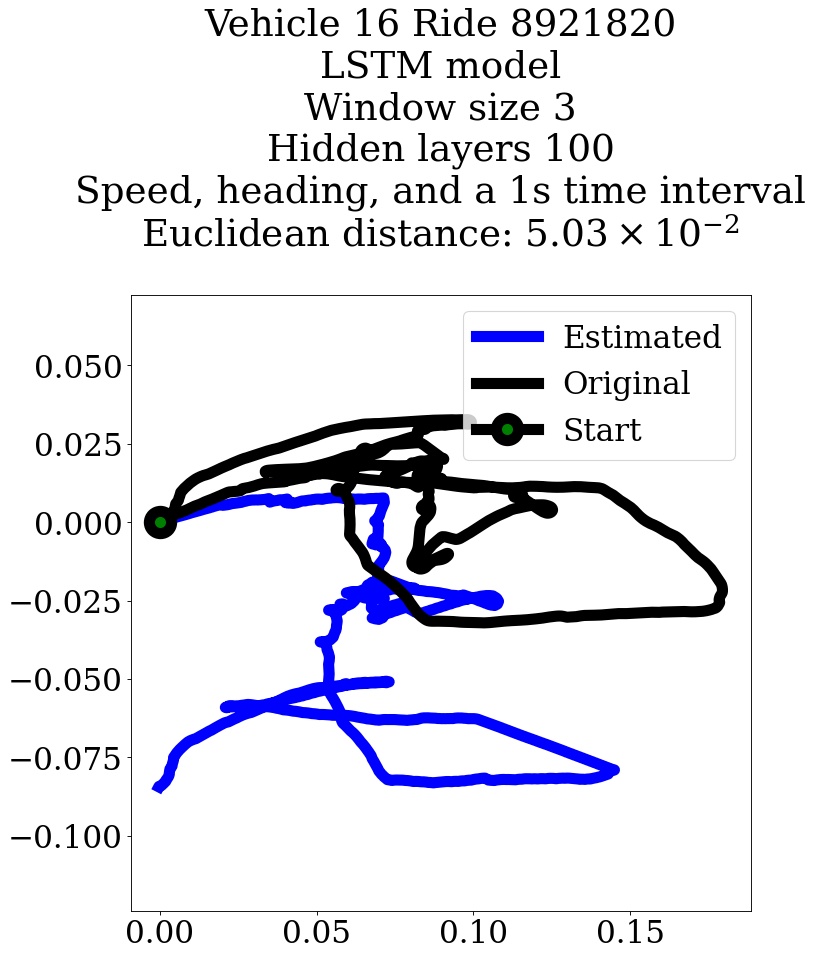 Vehicle 16 Ride 8921820
LSTM model
Window size 3
Hidden layers 100
Speed, heading, and a 1s time interval
Euclidean distance: 5.03 × 10⁻²
Estimated
Original
Start
0.050
0.025
0.000
−0.025
−0.050
−0.075
−0.100
0.00 0.05 0.10 0.15